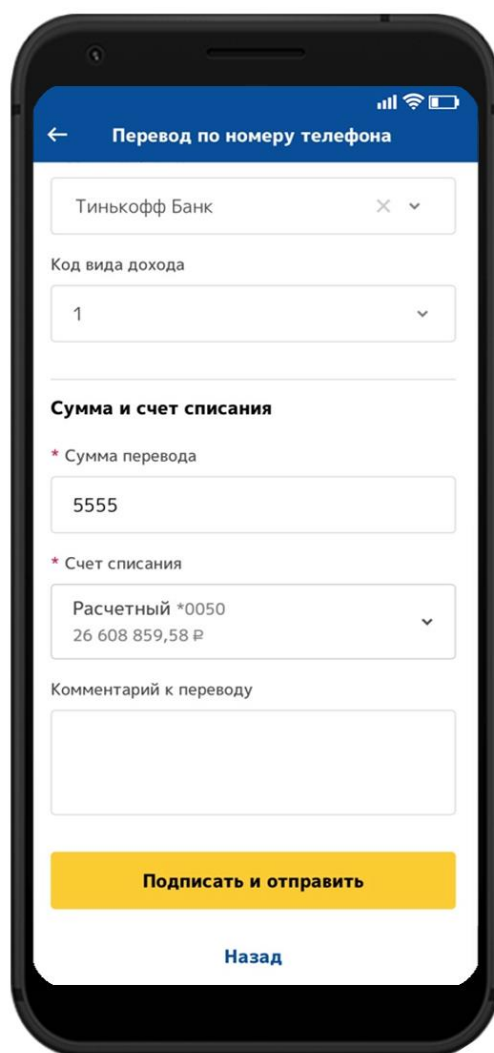 Перевод по номеру телефона
Тинькофф Банк
Код вида дохода
1
Сумма и счет списания
* Сумма перевода
5555
* Счет списания
Расчетный *0050
26 608 859,58 ₽
Комментарий к переводу
Подписать и отправить
Назад